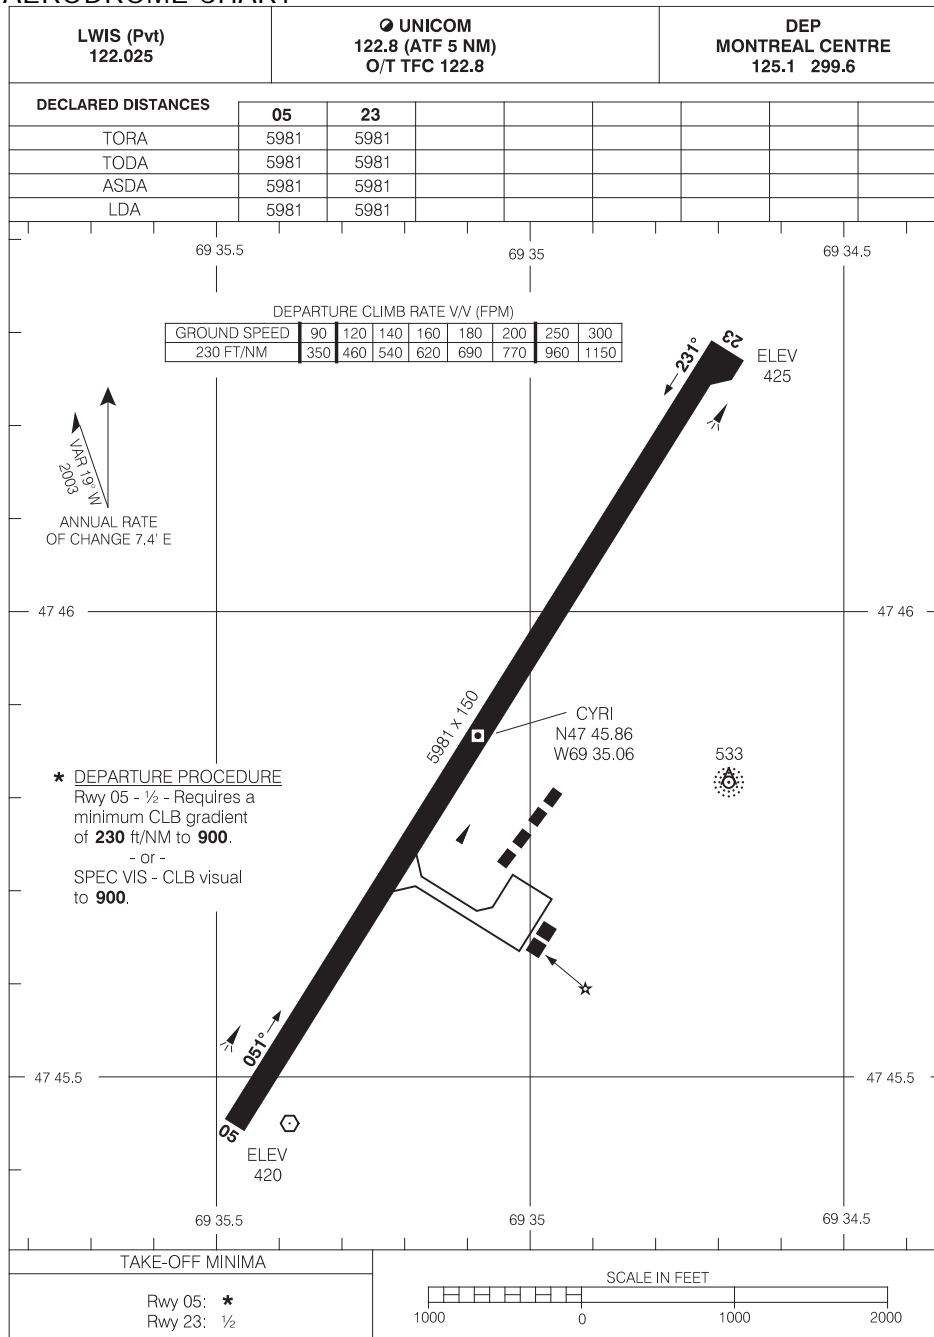 AERODROME CHART
LWIS (Pvt)
122.025
UNICOM
122.8 (ATF 5 NM)
O/T TFC 122.8
DEP
MONTREAL CENTRE
125.1 299.6
DECLARED DISTANCES
05 23
TORA 5981 5981
TODA 5981 5981
ASDA 5981 5981
LDA 5981 5981
69 35.5 69 35 69 34.5
DEPARTURE CLIMB RATE V/V (FPM)
GROUND SPEED 90 120 140 160 180 200 250 300
230 FT/NM 350 460 540 620 690 770 960 1150
23
231°
ELEV
425
VAR 19° W
2003
ANNUAL RATE
OF CHANGE 7.4' E
47 46 47 46
5981 x 150
CYRI
N47 45.86
W69 35.06
533
A
* DEPARTURE PROCEDURE
Rwy 05 - ½ - Requires a
minimum CLB gradient
of 230 ft/NM to 900.
- or -
SPEC VIS - CLB visual
to 900.
051°
47 45.5 47 45.5
05
ELEV
420
69 35.5 69 35 69 34.5
TAKE-OFF MINIMA
Rwy 05: *
Rwy 23: ½
SCALE IN FEET
1000 0 1000 2000